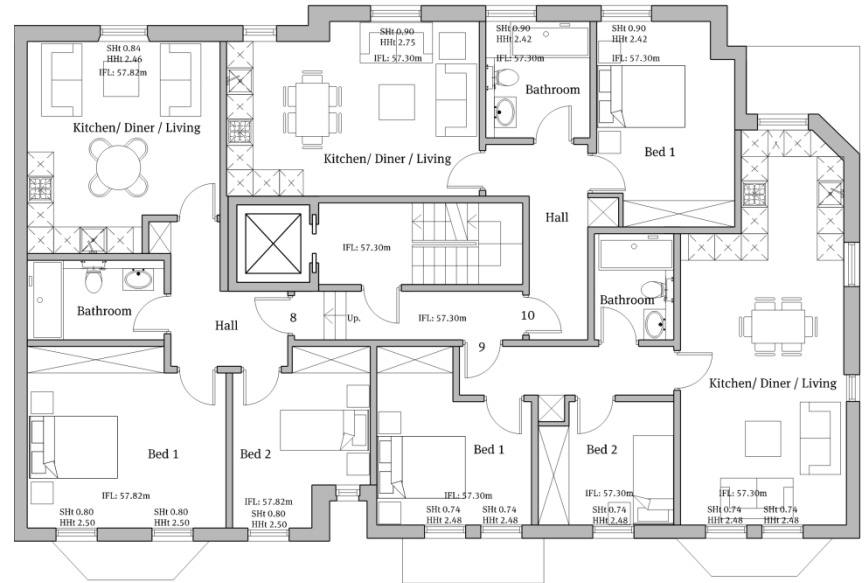 SHt 0.84
HHt 2.46
IFL: 57.82m
Kitchen/ Diner / Living
SHt 0.90
HHt 2.75
IFL: 57.30m
Kitchen/ Diner / Living
SHt 0.90
HHt 2.42
IFL: 57.30m
Bathroom
SHt 0.90
HHt 2.42
IFL: 57.30m
Bed 1
Hall
IFL: 57.30m
Bathroom
Hall
8
Up.
IFL: 57.30m
10
9
Bathroom
Kitchen/ Diner / Living
Bed 1
IFL: 57.82m
SHt 0.80
HHt 2.50
SHt 0.80
HHt 2.50
Bed 2
IFL: 57.82m
SHt 0.80
HHt 2.50
Bed 1
IFL: 57.30m
SHt 0.74
HHt 2.48
SHt 0.74
HHt 2.48
Bed 2
IFL: 57.30m
SHt 0.74
HHt 2.48
IFL: 57.30m
SHt 0.74
HHt 2.48
SHt 0.74
HHt 2.48